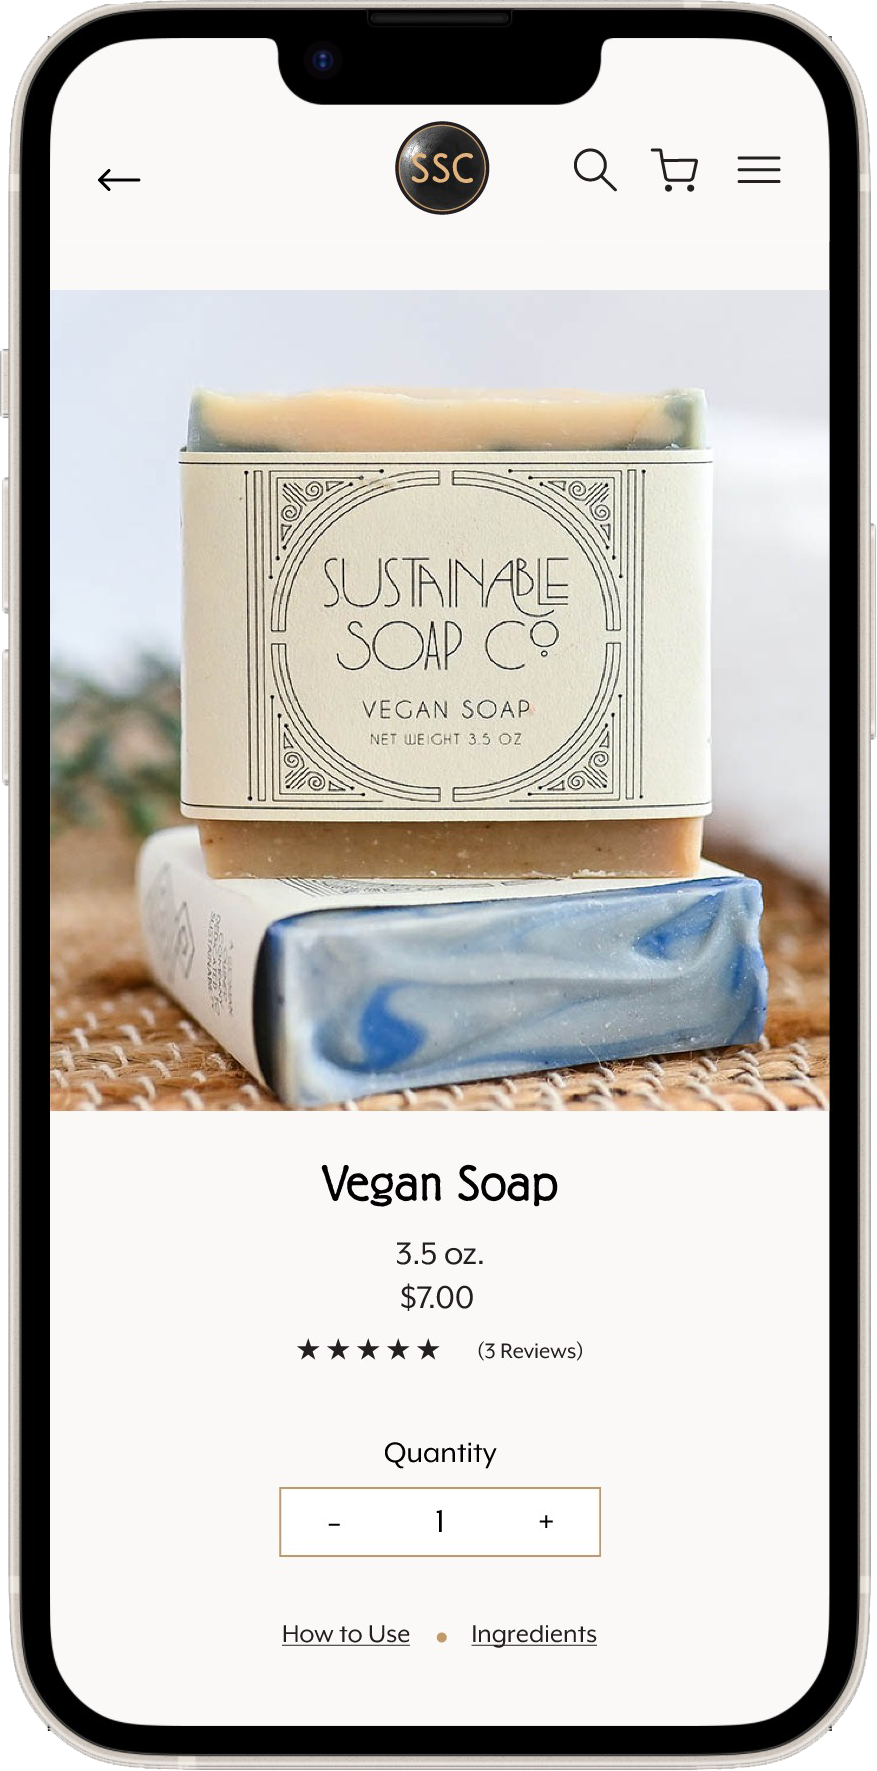 SSC
SUSTAINABLE
SOAP CO
VEGAN SOAP
NET WEIGHT 3.5 OZ
Vegan Soap
3.5 oz.
$7.00
★★★★★ (3 Reviews)
Quantity
– 1 +
How to Use • Ingredients